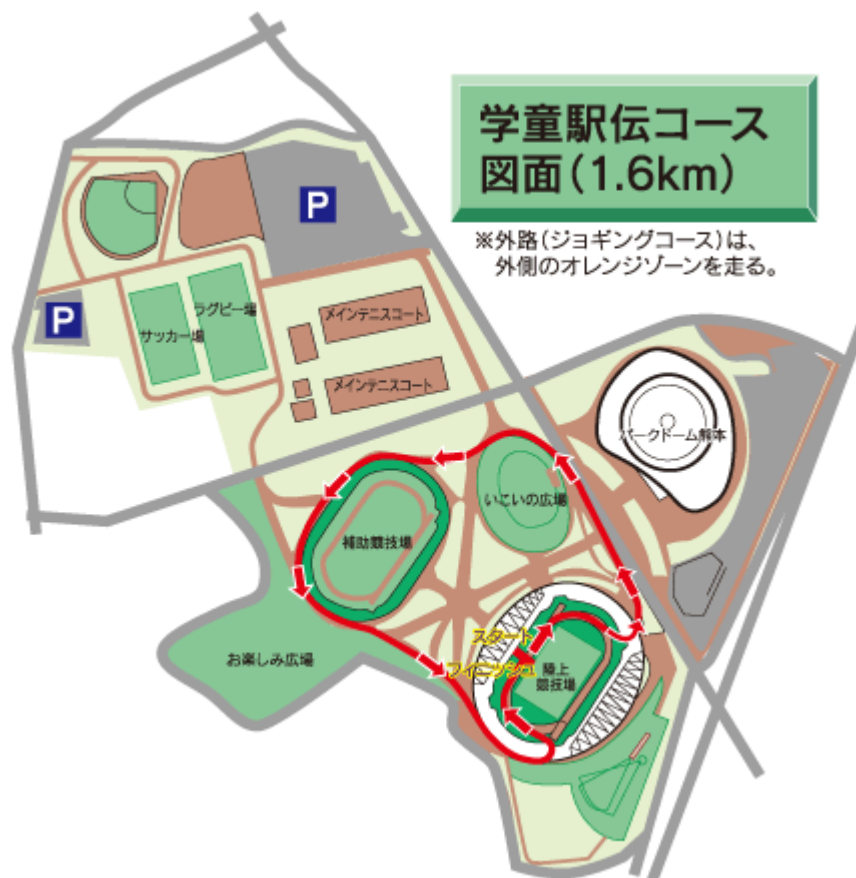 学童駅伝コース
図面(1.6km)
※外路(ジョギングコース)は、
外側のオレンジゾーンを走る。
P
P
ラグビー場
サッカー場
メインテニスコート
メインテニスコート
パークドーム熊本
いこいの広場
補助競技場
スタート
フィニッシュ
陸上
競技場
お楽しみ広場